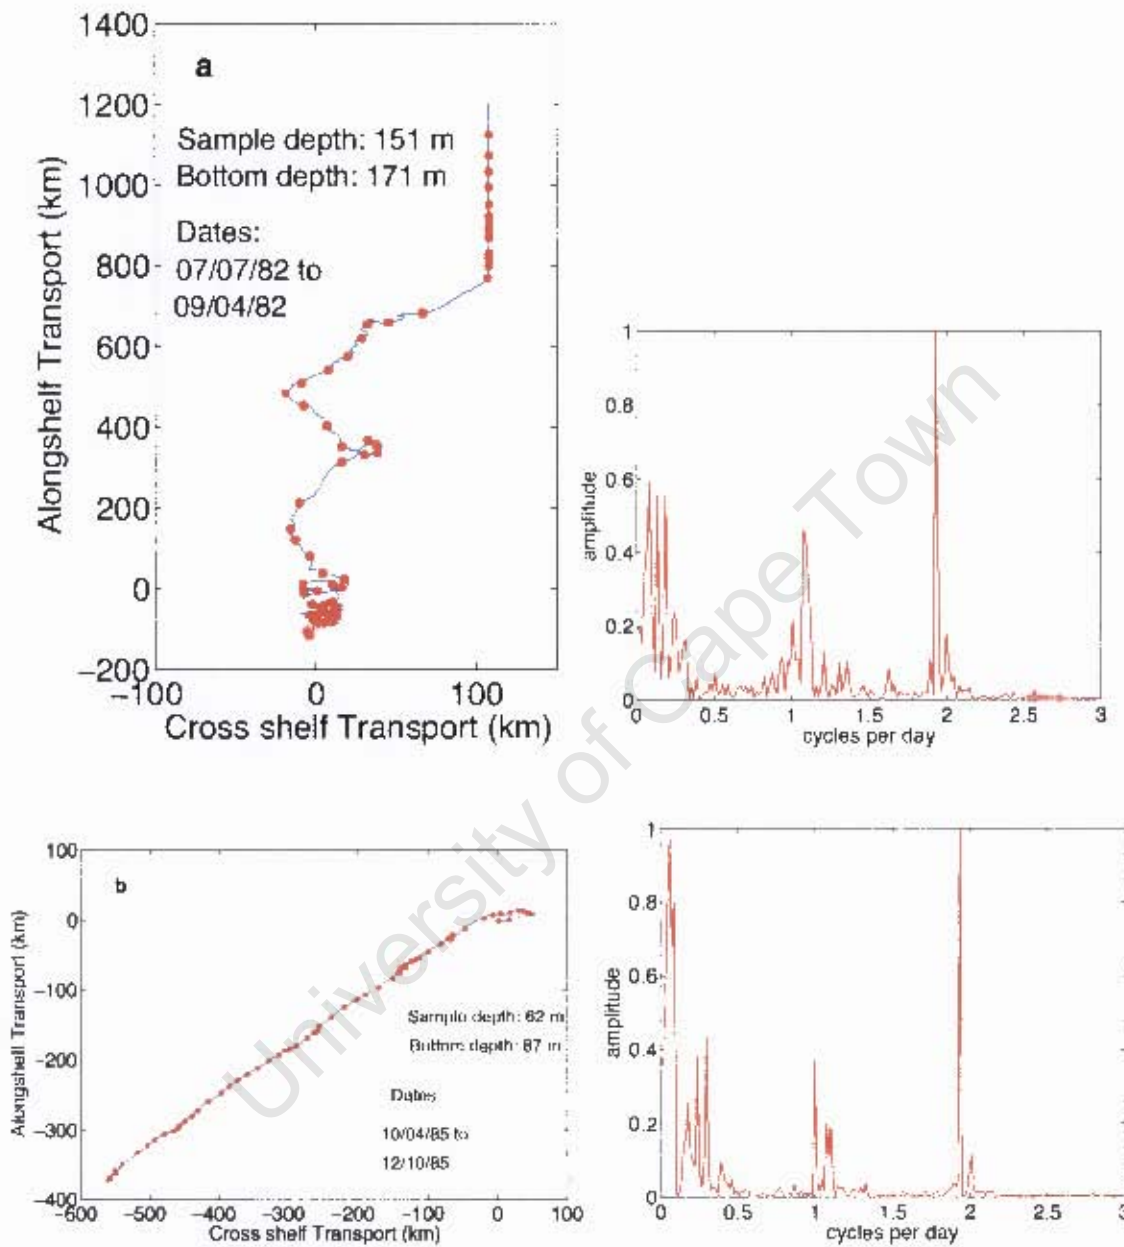 a
1400
1200
1000
800
600
400
200
0
−200
Alongshelf Transport (km)
Sample depth: 151 m
Bottom depth: 171 m
Dates:
07/07/82 to
09/04/82
−100
0
100
Cross shelf Transport (km)
1
0.8
0.6
0.4
0.2
0
amplitude
0
0.5
1
1.5
2
2.5
3
cycles per day
b
100
0
−100
−200
−300
−400
Alongshelf Transport (km)
Sample depth: 62 m
Bottom depth: 87 m
Dates
10/04/85 to
12/10/85
−600
−500
−400
−300
−200
−100
0
100
Cross shelf Transport (km)
1
0.8
0.6
0.4
0.2
0
amplitude
0
0.5
1
1.5
2
2.5
3
cycles per day
University of Cape Town